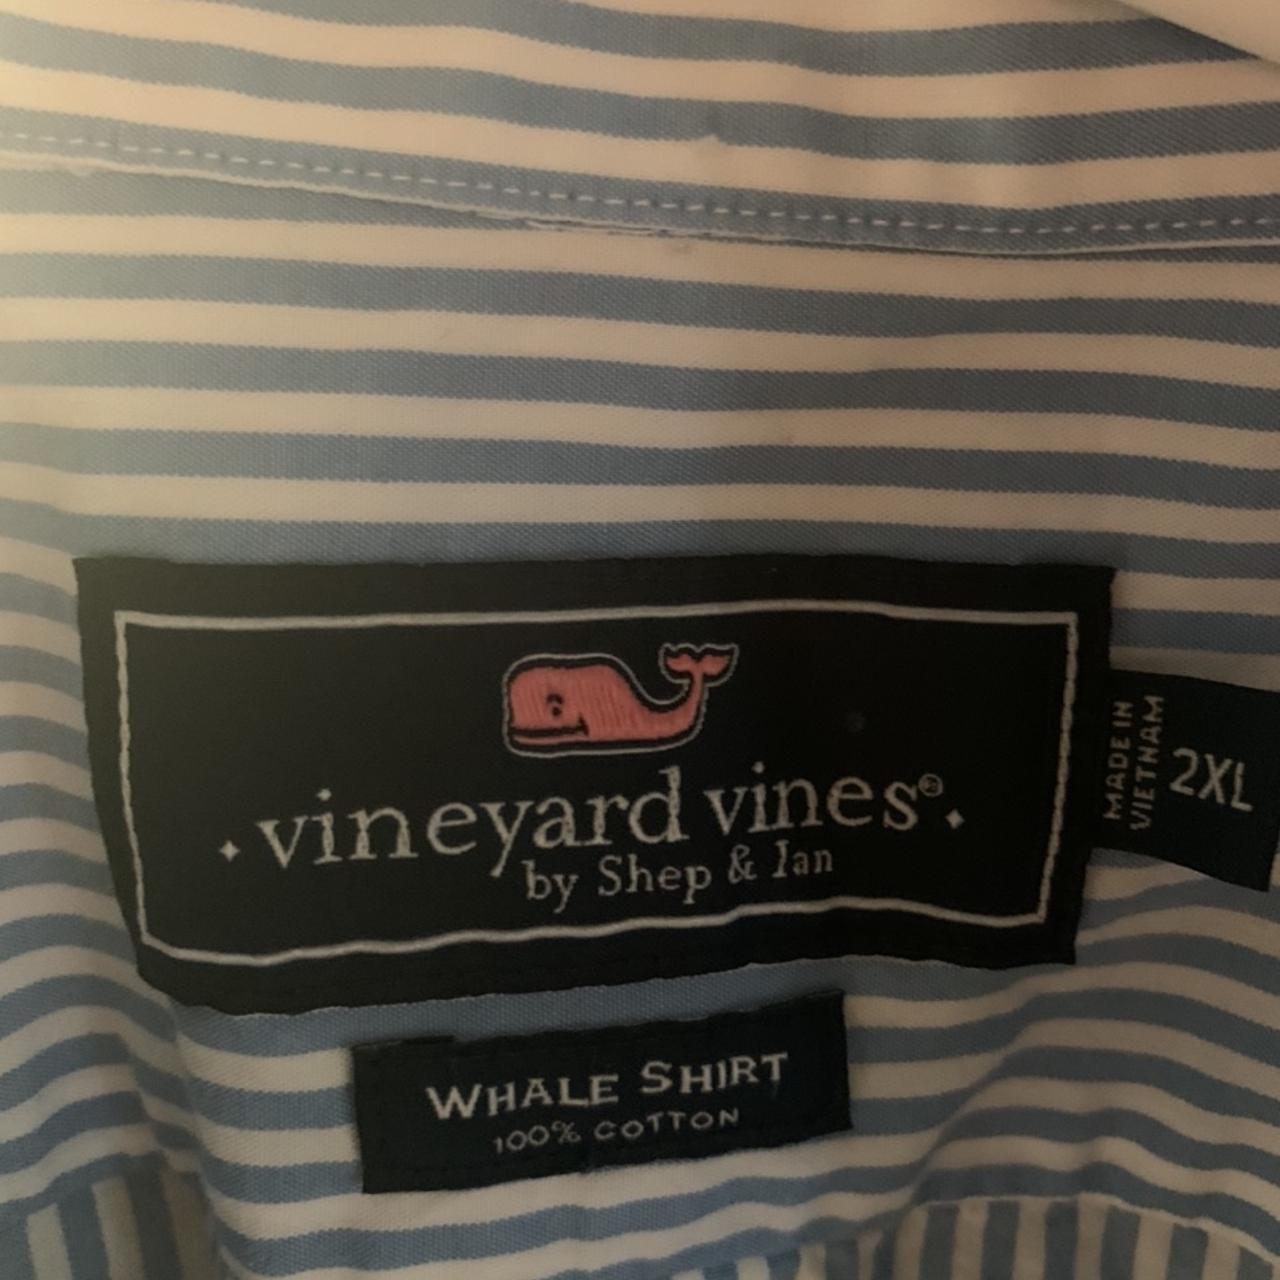 vineyard vines®
by Shep & Ian
MADE IN
VIETNAM
2XL
WHALE SHIRT
100% COTTON